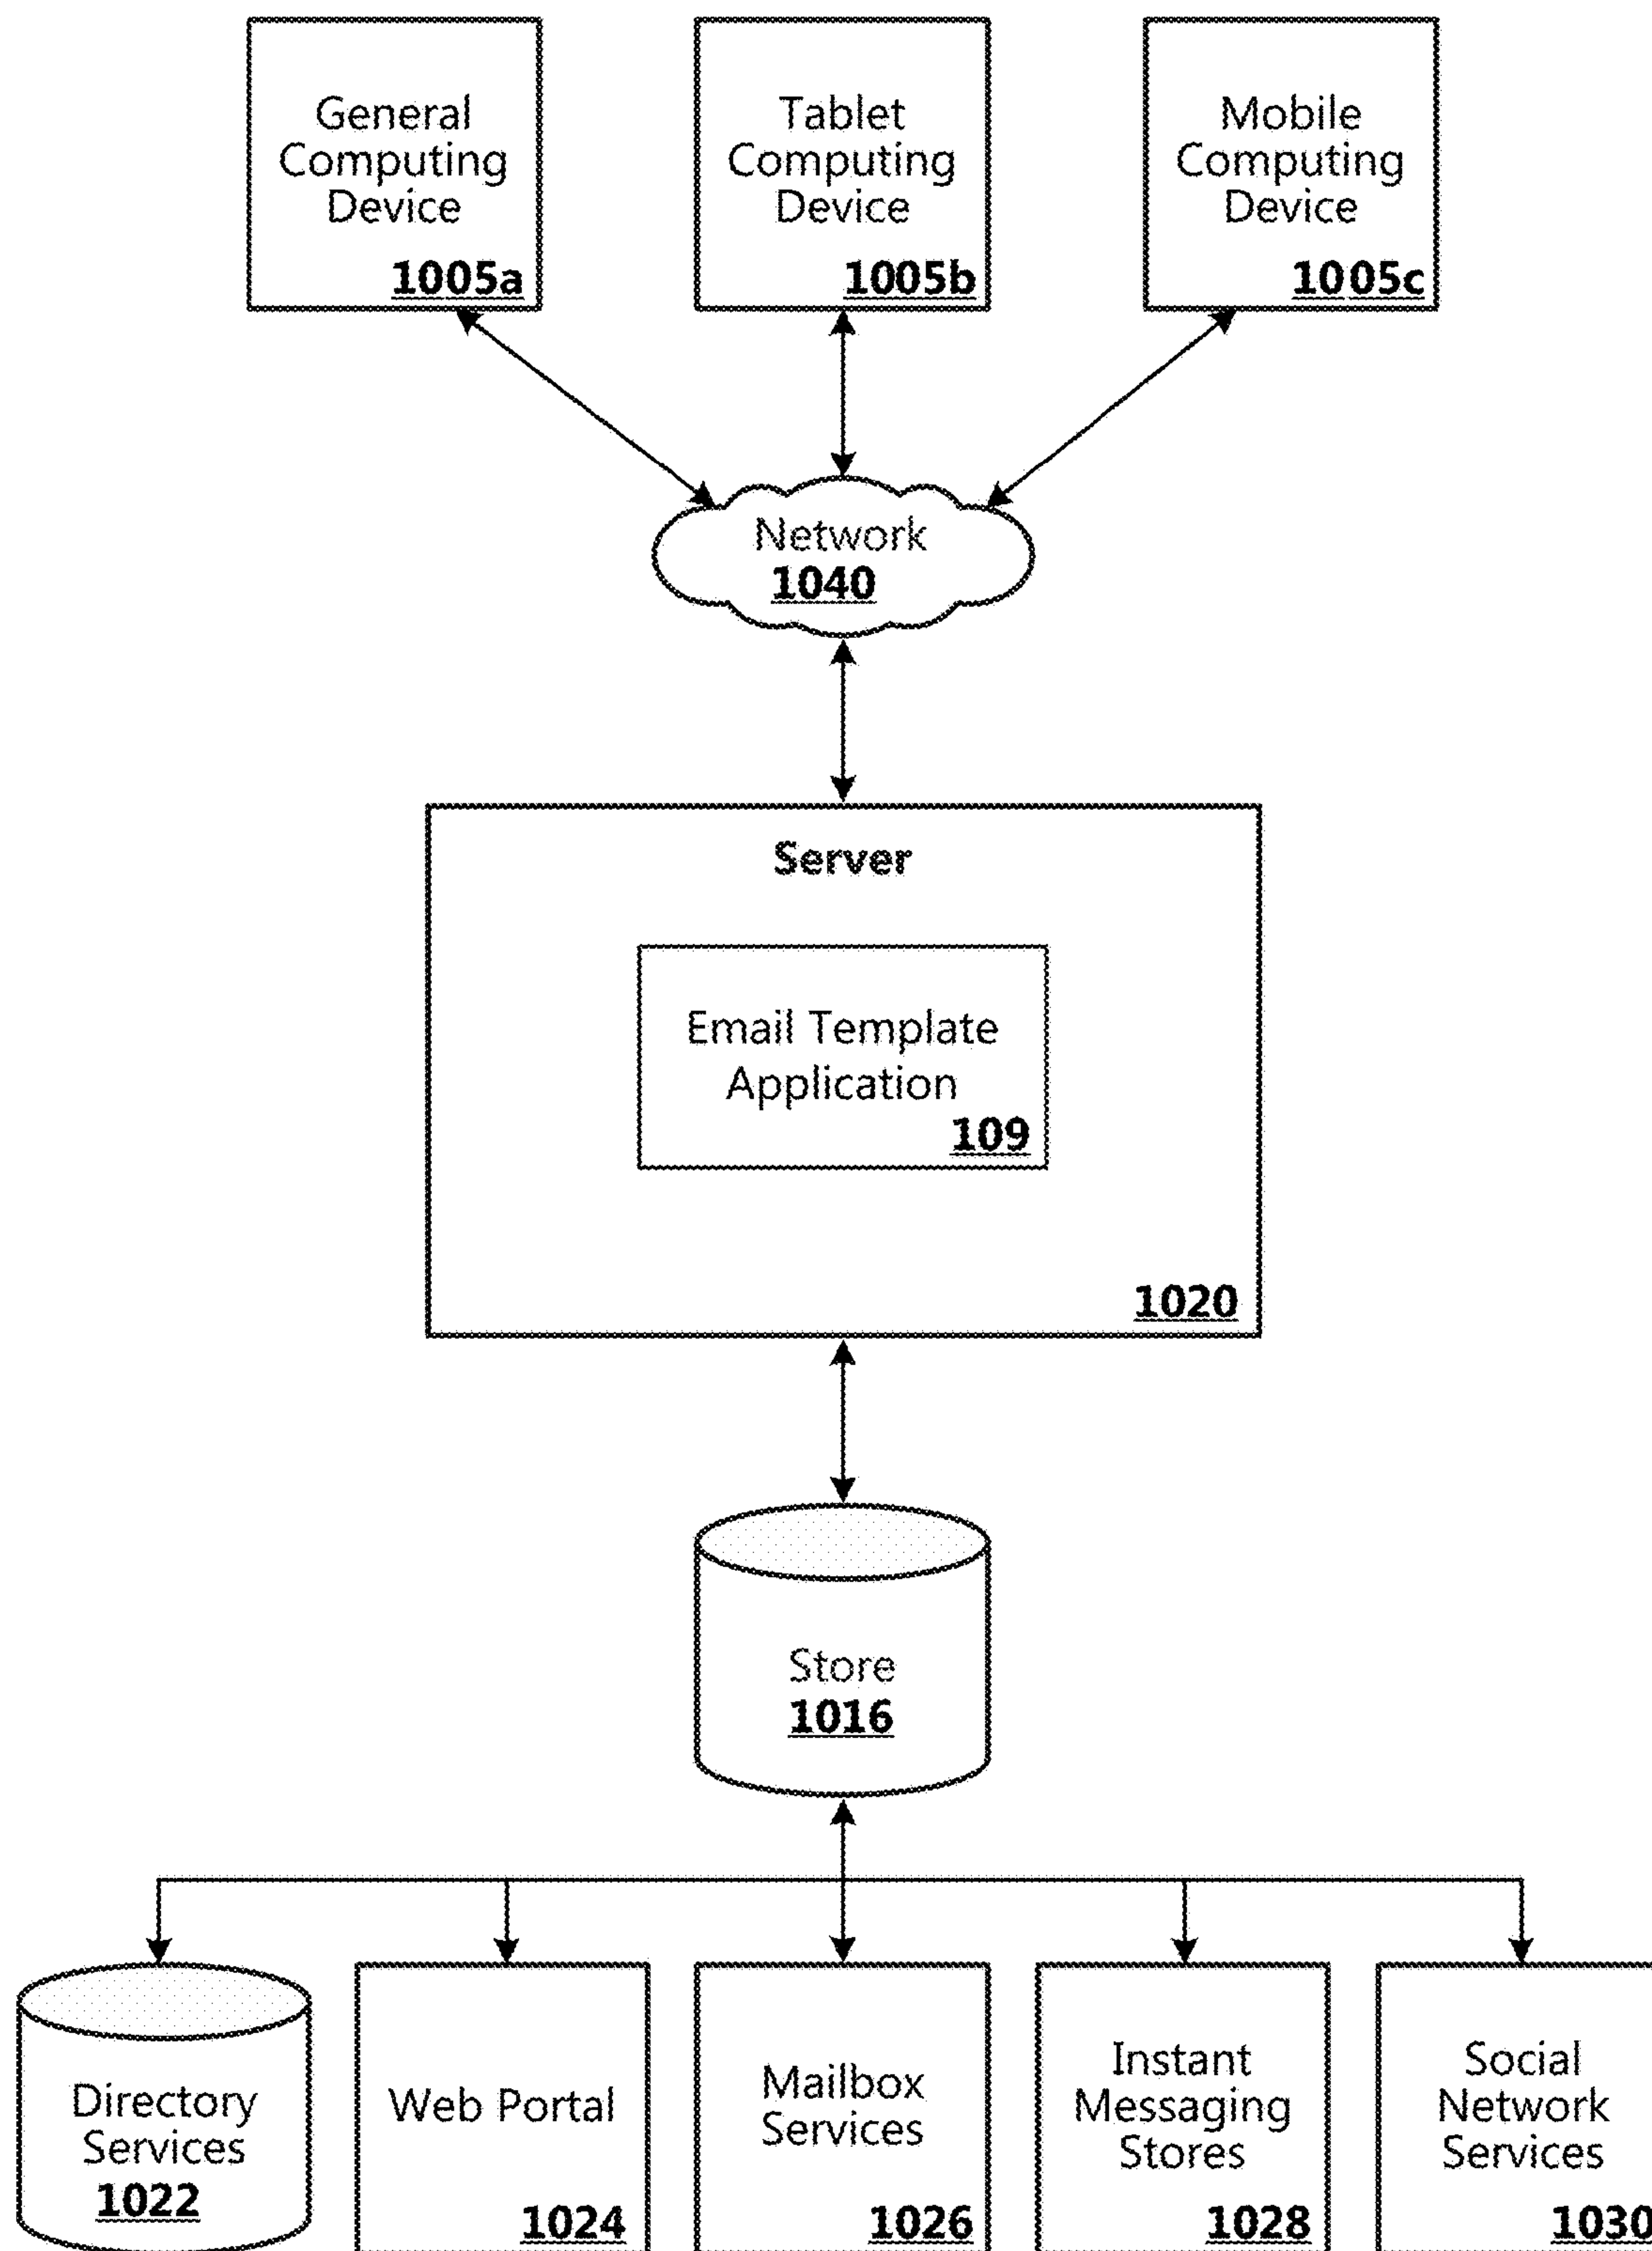 General
Computing
Device
1005a
Tablet
Computing
Device
1005b
Mobile
Computing
Device
1005c
Network
1040
Server
Email Template
Application
109
1020
Store
1016
Directory
Services
1022
Web Portal
1024
Mailbox
Services
1026
Instant
Messaging
Stores
1028
Social
Network
Services
1030